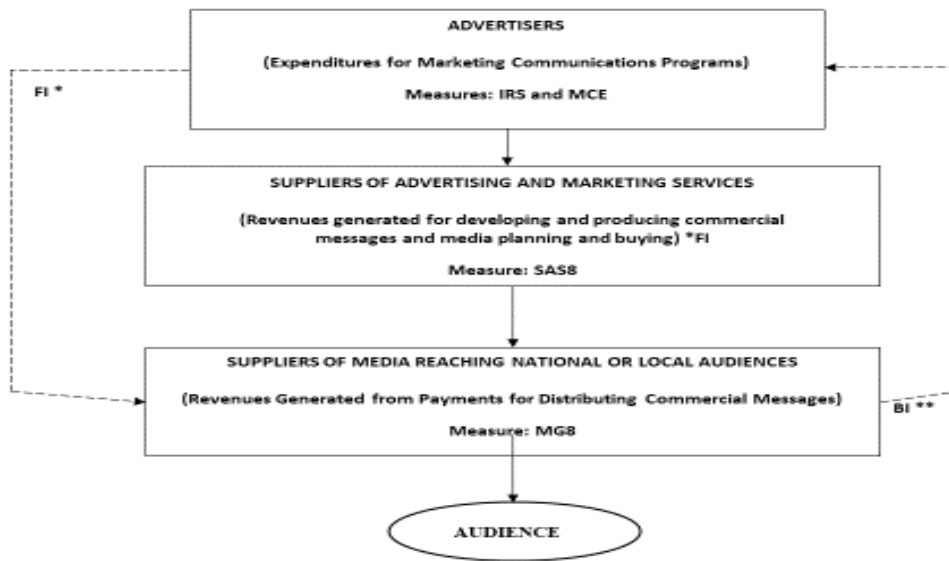 ADVERTISERS
(Expenditures for Marketing Communications Programs)
FI *
Measures: IRS and MCE
SUPPLIERS OF ADVERTISING AND MARKETING SERVICES
(Revenues generated for developing and producing commercial
messages and media planning and buying) *FI
Measure: SAS8
SUPPLIERS OF MEDIA REACHING NATIONAL OR LOCAL AUDIENCES
(Revenues Generated from Payments for Distributing Commercial Messages)
BI **
Measure: MG8
AUDIENCE